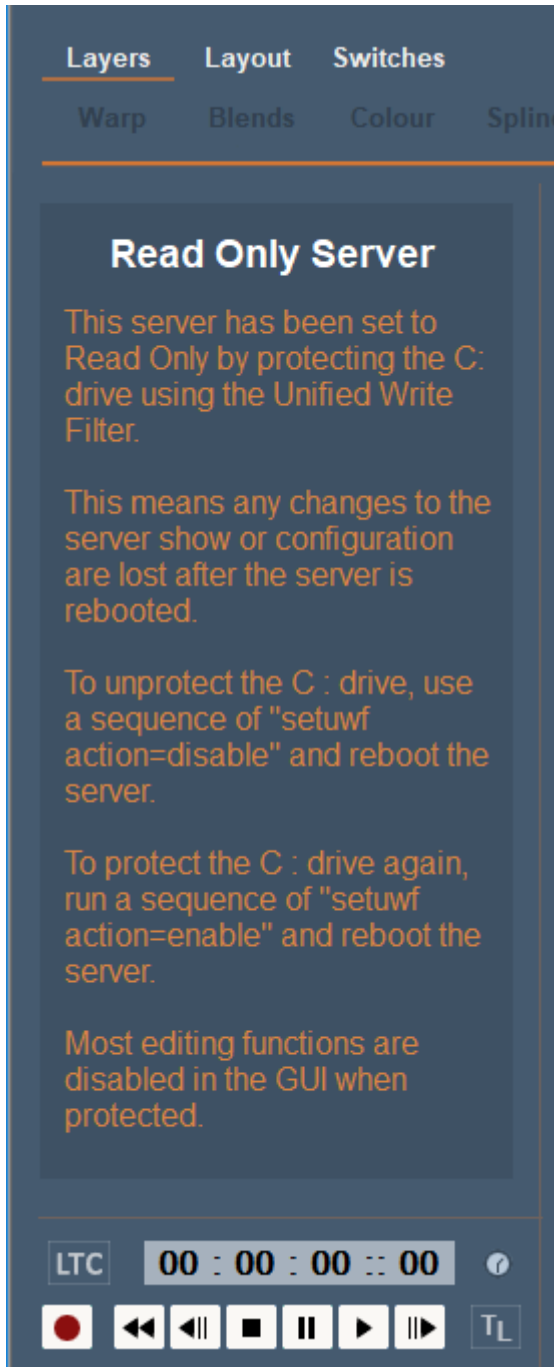 Layers Layout Switches
Warp Blends Colour Splin
Read Only Server
This server has been set to
Read Only by protecting the C:
drive using the Unified Write
Filter.
This means any changes to the
server show or configuration
are lost after the server is
rebooted.
To unprotect the C : drive, use
a sequence of "setuwf
action=disable" and reboot the
server.
To protect the C : drive again,
run a sequence of "setuwf
action=enable" and reboot the
server.
Most editing functions are
disabled in the GUI when
protected.
LTC 00 : 00 : 00 :: 00
TL